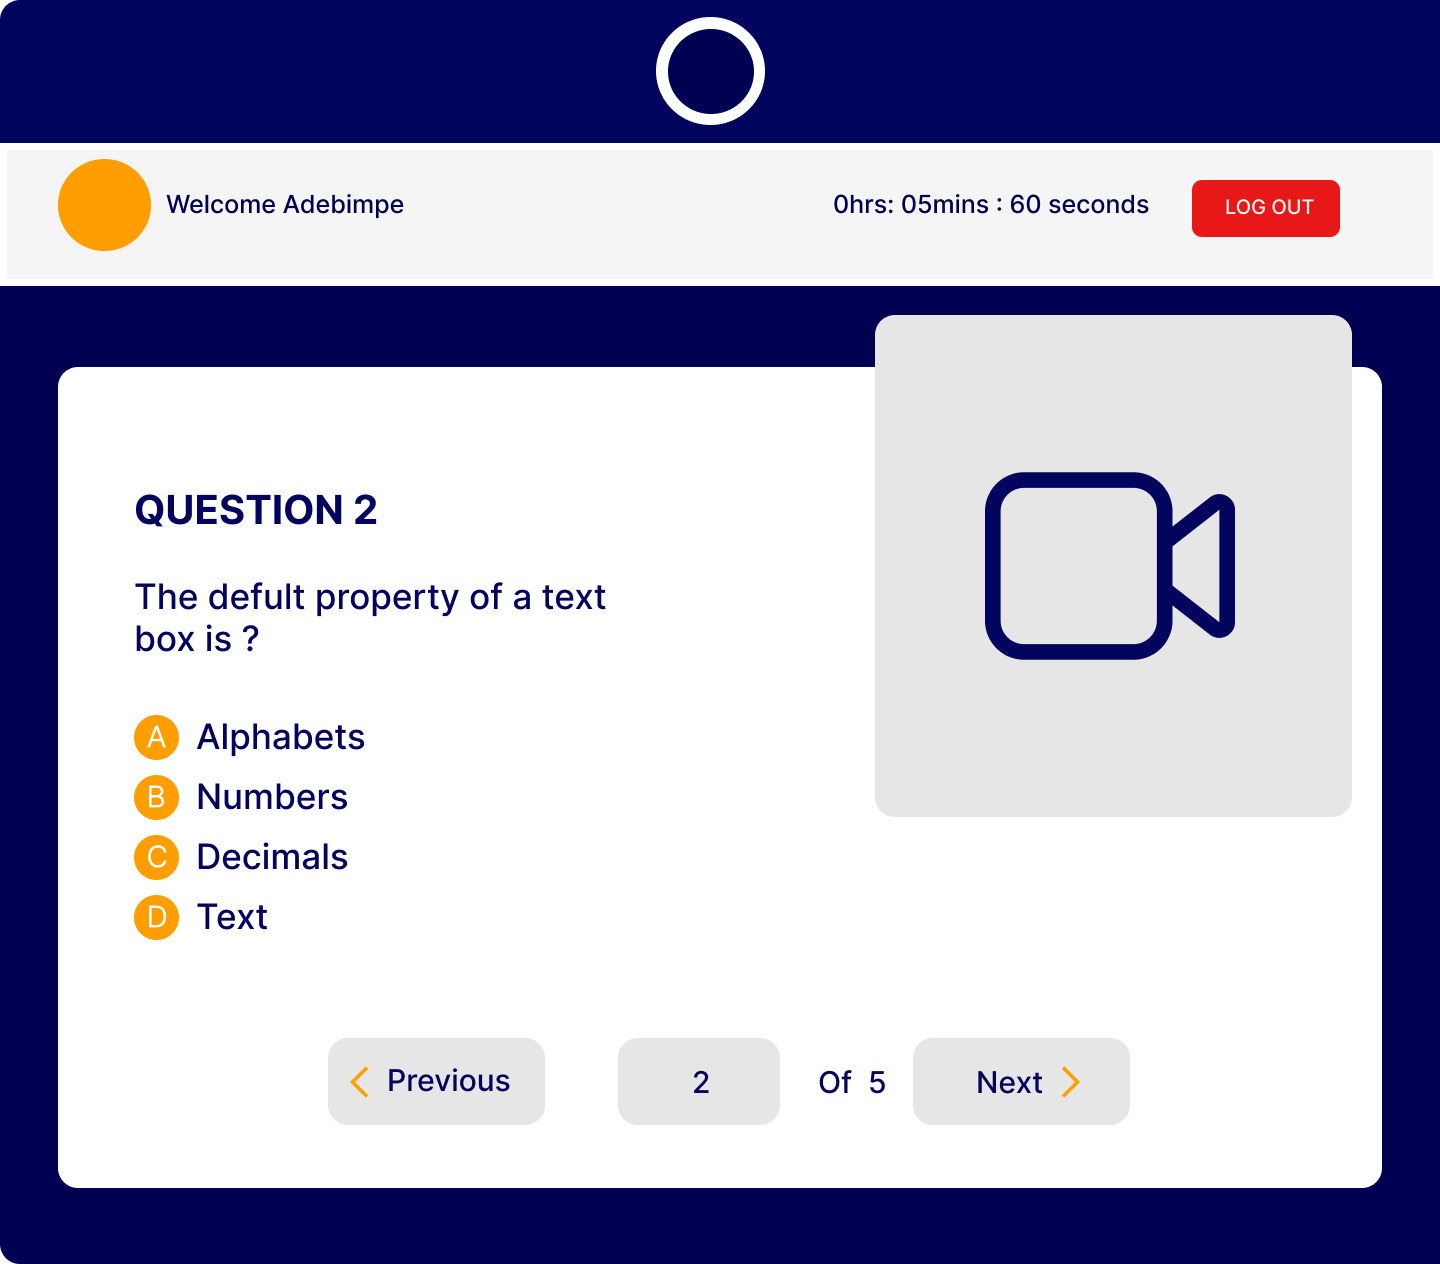 Welcome Adebimpe
0hrs: 05mins : 60 seconds
LOG OUT
QUESTION 2
The defult property of a text
box is ?
A Alphabets
B Numbers
C Decimals
D Text
Previous
2
Of 5
Next